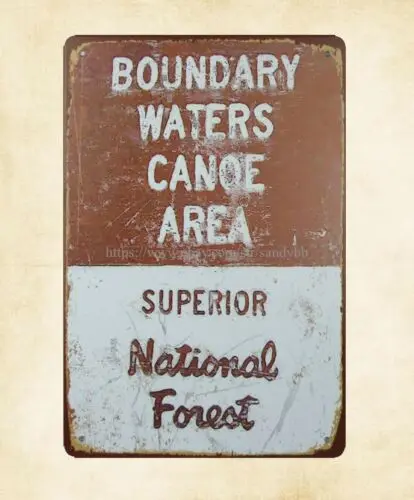 BOUNDARY
WATERS
CANOE
AREA
SUPERIOR
National
Forest